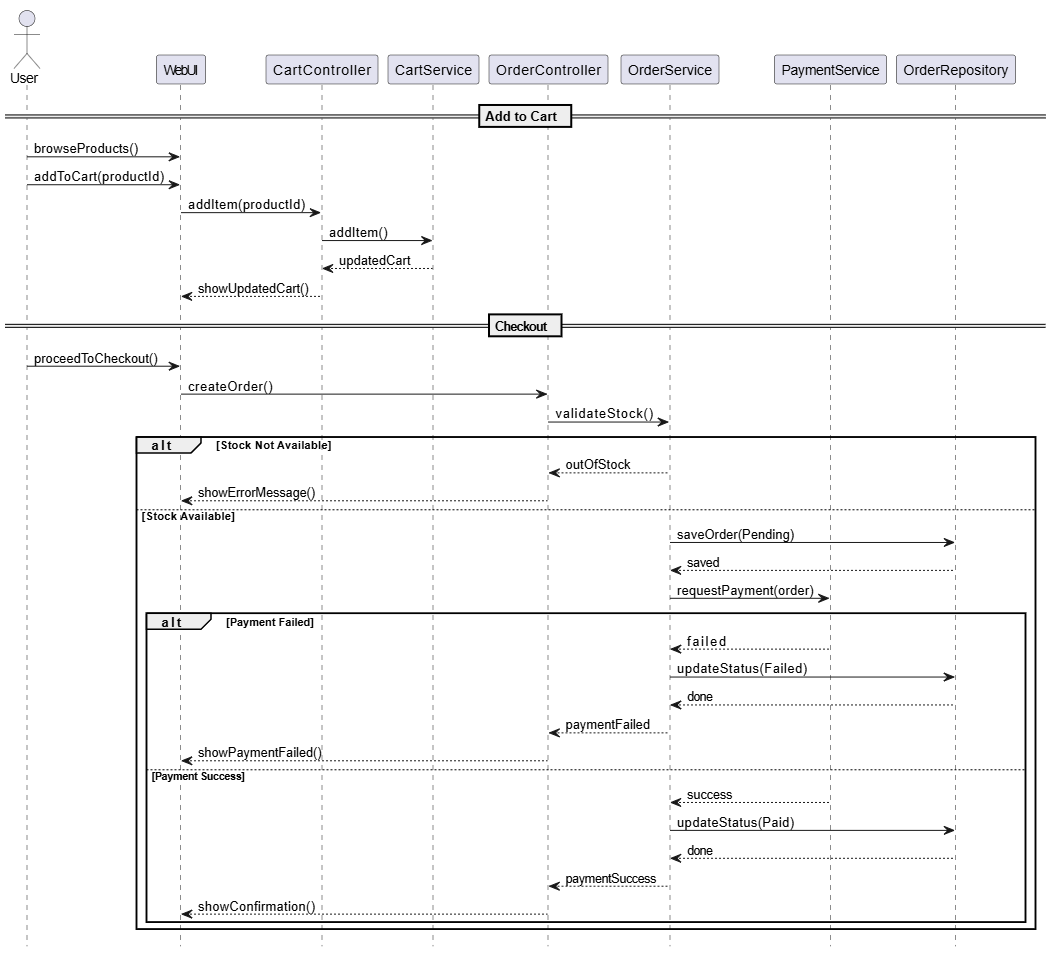 User
WebUI
CartController
CartService
OrderController
OrderService
PaymentService
OrderRepository
Add to Cart
browseProducts()
addToCart(productId)
addItem(productId)
addItem()
updatedCart
showUpdatedCart()
Checkout
proceedToCheckout()
createOrder()
validateStock()
alt [Stock Not Available]
outOfStock
showErrorMessage()
[Stock Available]
saveOrder(Pending)
saved
requestPayment(order)
alt [Payment Failed]
failed
updateStatus(Failed)
done
paymentFailed
showPaymentFailed()
[Payment Success]
success
updateStatus(Paid)
done
paymentSuccess
showConfirmation()